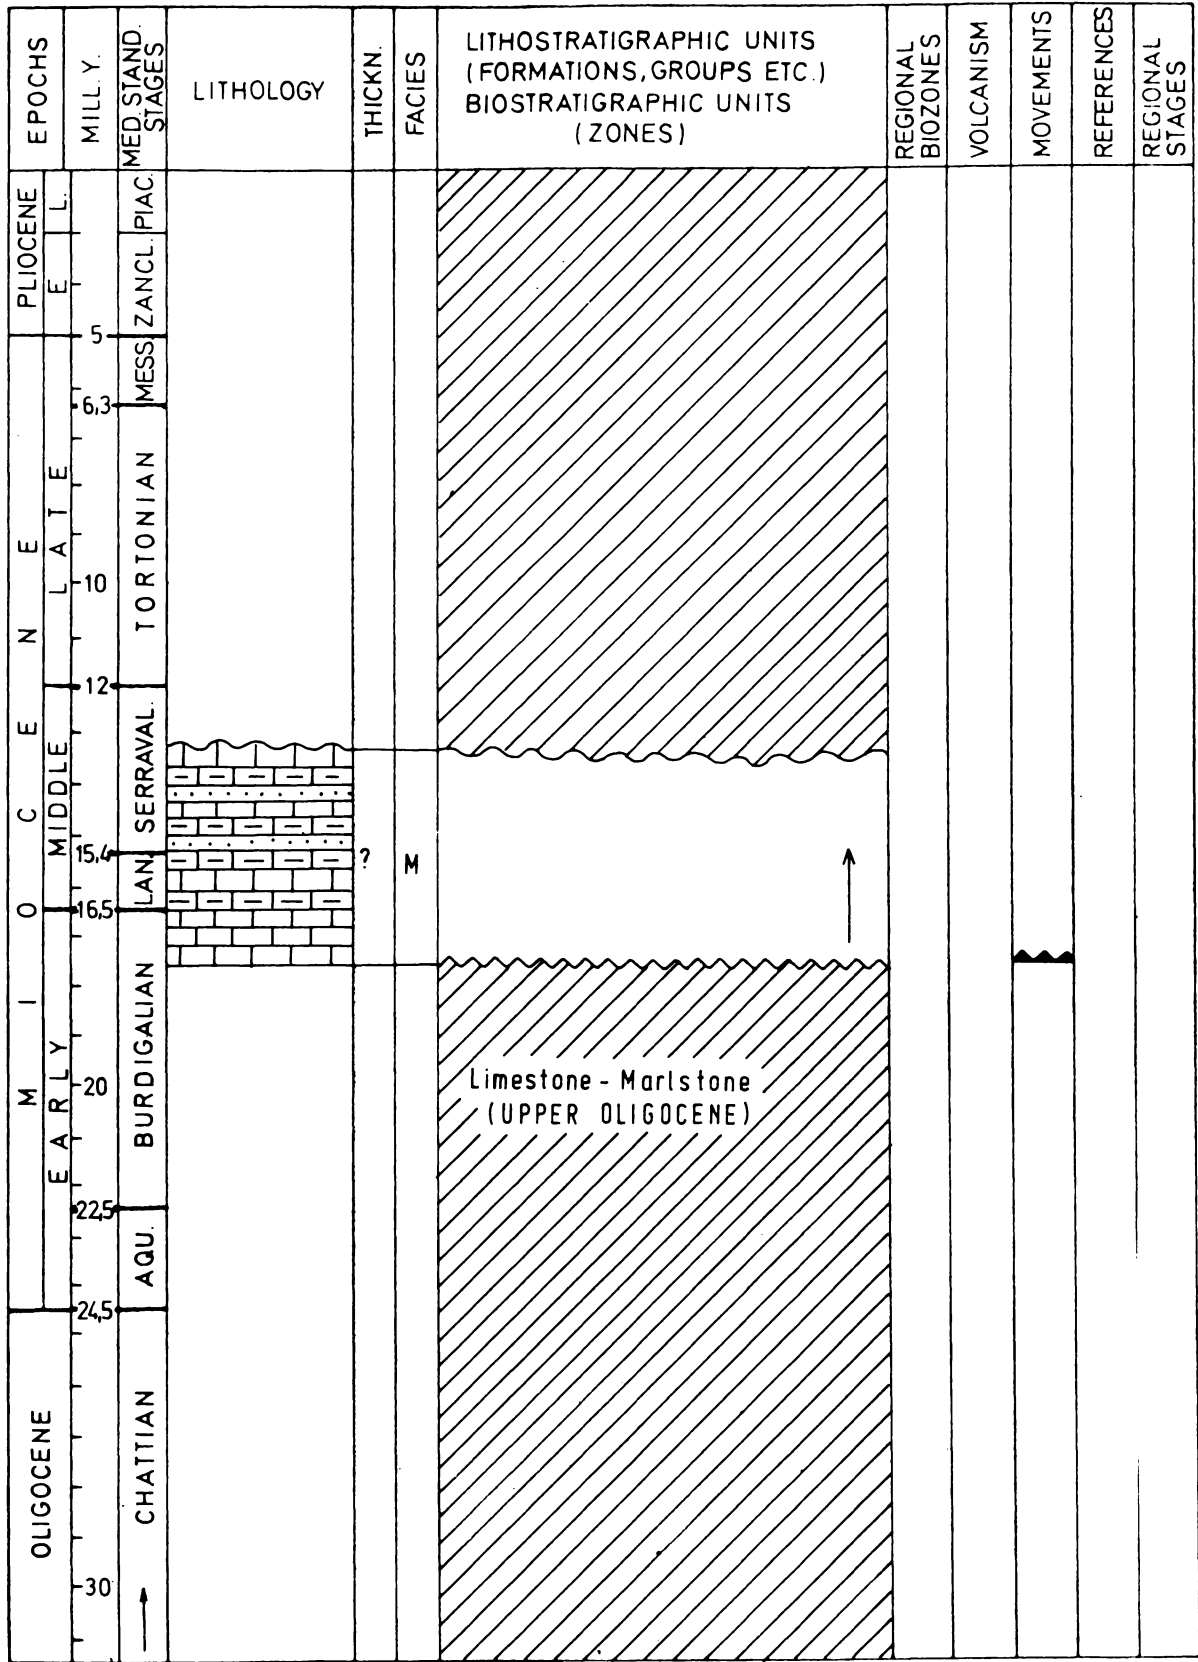 EPOCHS
MILL. Y.
MED. STAND.
STAGES
LITHOLOGY
THICKN.
FACIES
LITHOSTRATIGRAPHIC UNITS
(FORMATIONS, GROUPS ETC.)
BIOSTRATIGRAPHIC UNITS
(ZONES)
REGIONAL
BIOZONES
VOLCANISM
MOVEMENTS
REFERENCES
REGIONAL
STAGES
PLIOCENE
L.
E
PIAC.
ZANCL.
5
MESS.
6,3
MIOCENE
LATE
TORTONIAN
10
12
MIDDLE
SERRAVAL.
15,4
LAN.
16,5
?
M
EARLY
BURDIGALIAN
20
Limestone - Marlstone
(UPPER OLIGOCENE)
22,5
AQU.
24,5
OLIGOCENE
CHATTIAN
30